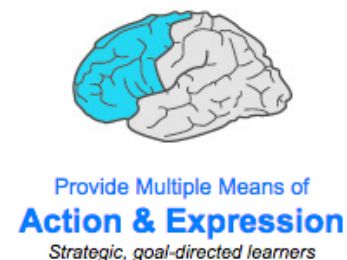 Provide Multiple Means of
Action & Expression
Strategic, goal-directed learners